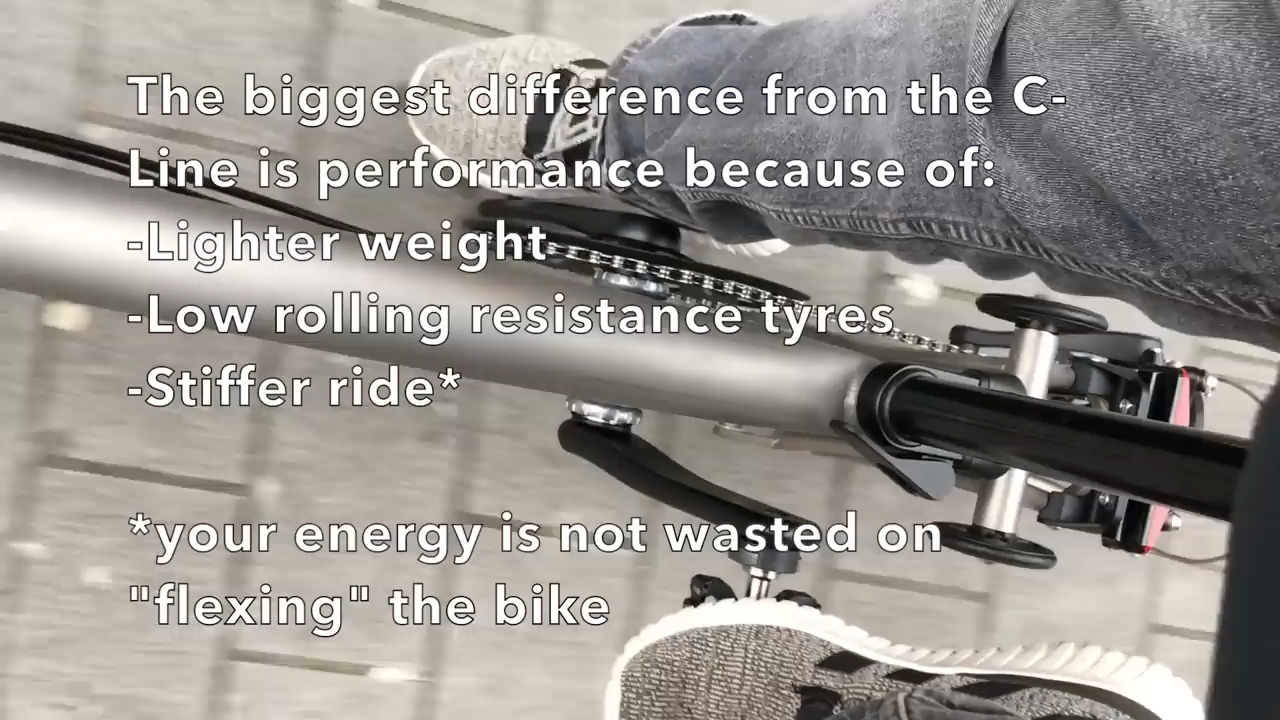 The biggest difference from the C-
Line is performance because of:
-Lighter weight
-Low rolling resistance tyres
-Stiffer ride*
*your energy is not wasted on
"flexing" the bike